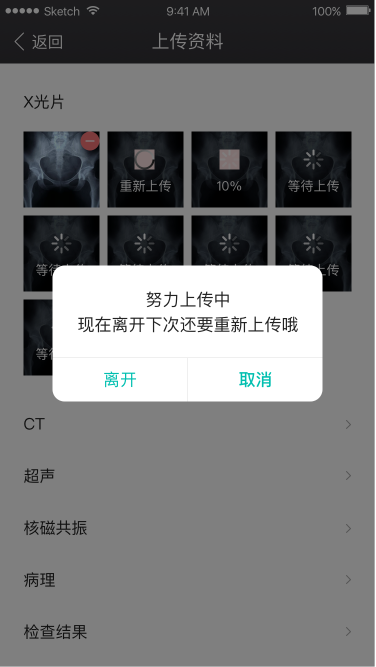 Sketch 9:41 AM 100%
返回 上传资料
X光片
重新上传 10% 等待上传
努力上传中
现在离开下次还要重新上传哦
离开 取消
CT
超声
核磁共振
病理
检查结果